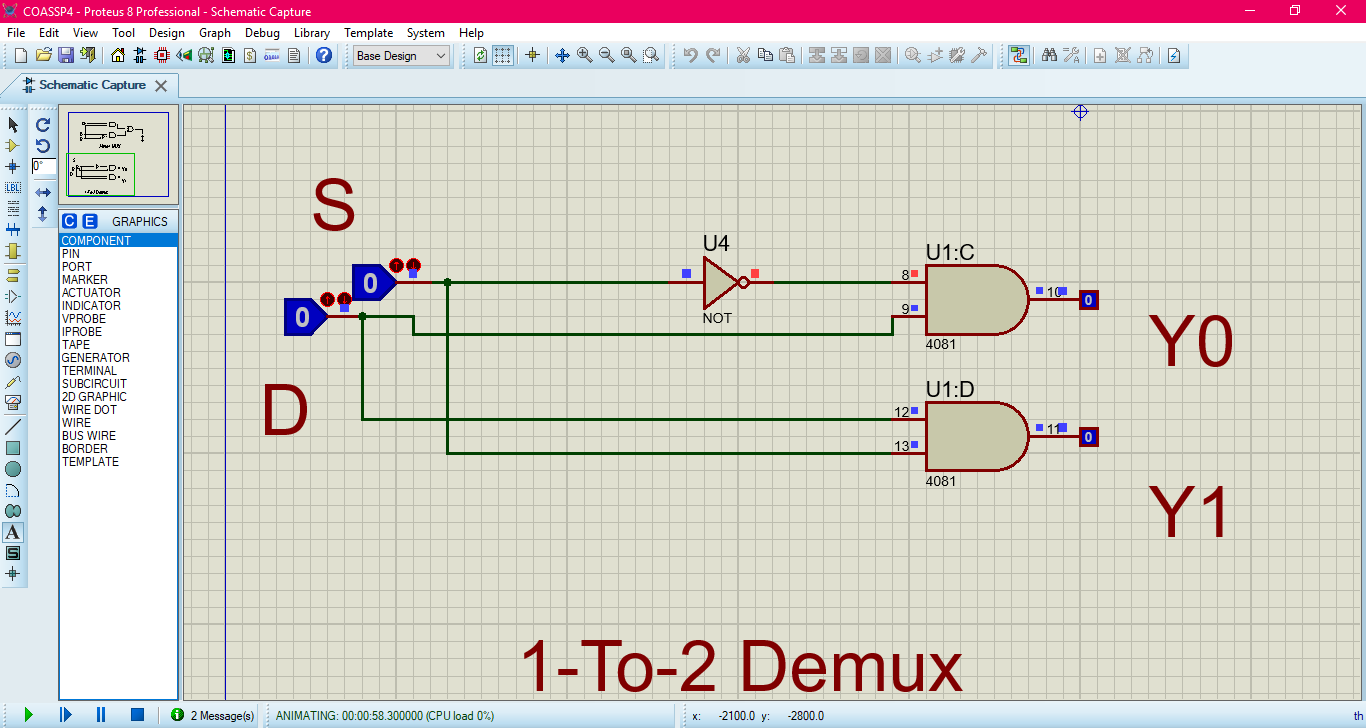 COASSP4 - Proteus 8 Professional - Schematic Capture
File Edit View Tool Design Graph Debug Library Template System Help
Base Design
Schematic Capture
0°
LBL
C E GRAPHICS
COMPONENT
PIN
PORT
MARKER
ACTUATOR
INDICATOR
VPROBE
IPROBE
TAPE
GENERATOR
TERMINAL
SUBCIRCUIT
2D GRAPHIC
WIRE DOT
WIRE
BUS WIRE
BORDER
TEMPLATE
A
S
S
0
0
D
U4
NOT
U1:C
8
9
10
0
4081
Y0
U1:D
12
13
11
0
4081
Y1
1-To-2 Demux
2 Message(s)
ANIMATING: 00:00:58.300000 (CPU load 0%)
x: -2100.0 y: -2800.0
th